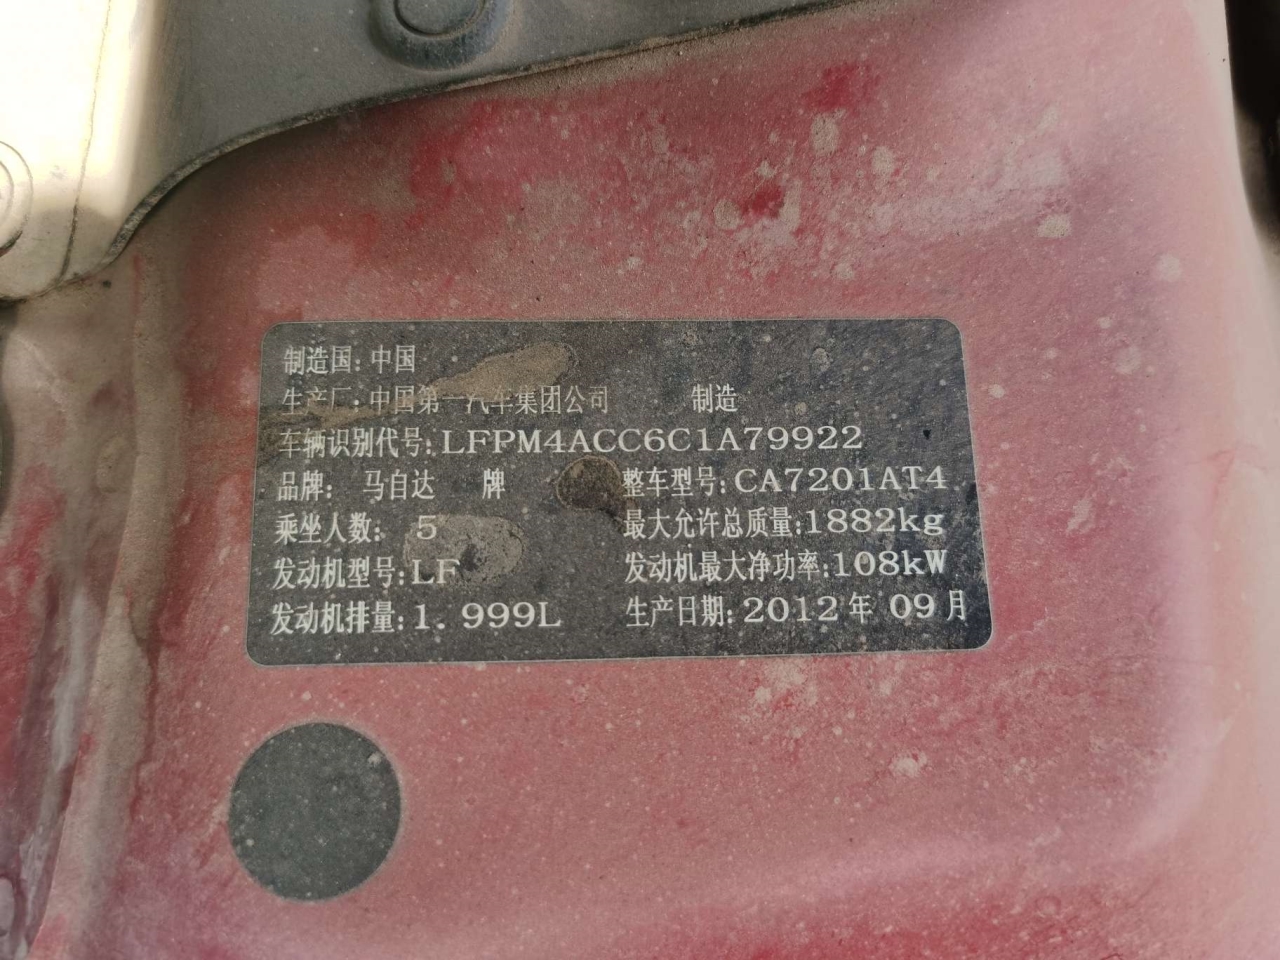 制造国: 中国
生产厂: 中国第一汽车集团公司 制造
车辆识别代号: LFPM4ACC6C1A79922
品牌: 马自达 牌 整车型号: CA7201AT4
乘坐人数: 5 最大允许总质量: 1882kg
发动机型号: LF 发动机最大净功率: 108kW
发动机排量: 1.999L 生产日期: 2012年09月